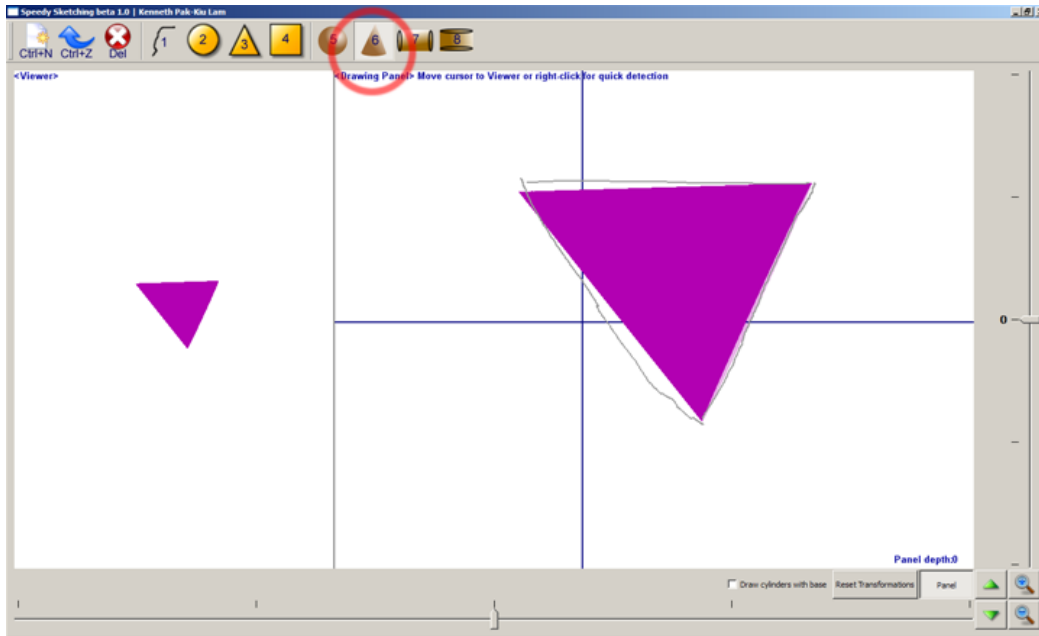 Speedy Sketching beta 1.0 | Kenneth Pak-Kiu Lam
Ctrl+N Ctrl+Z Del 1 2 3 4 5 6 7 8
<Viewer>
<Drawing Panel> Move cursor to Viewer or right-click for quick detection
0
Panel depth:0
Draw cylinders with base Reset Transformations Panel